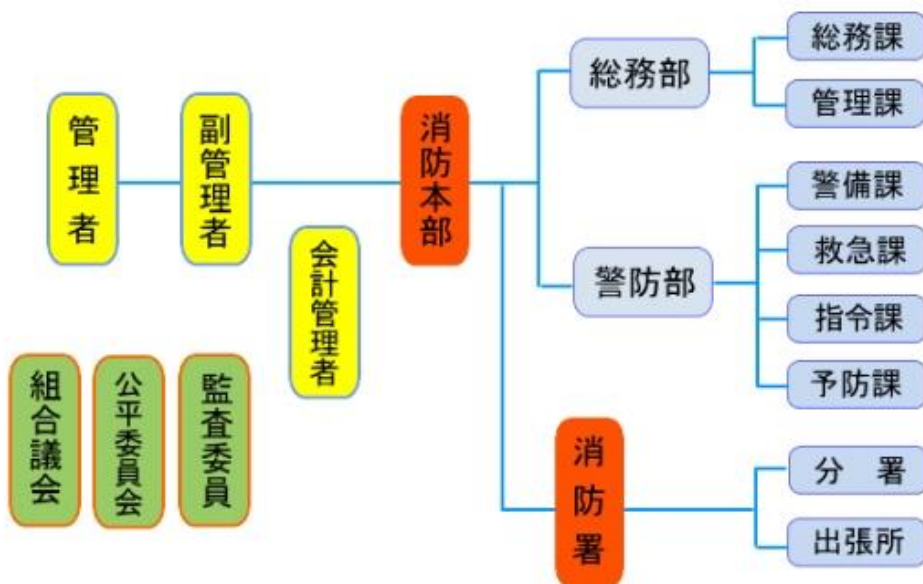 管理者
副管理者
会計管理者
組合議会
公平委員会
監査委員
消防本部
総務部
総務課
管理課
警防部
警備課
救急課
指令課
予防課
消防署
分署
出張所